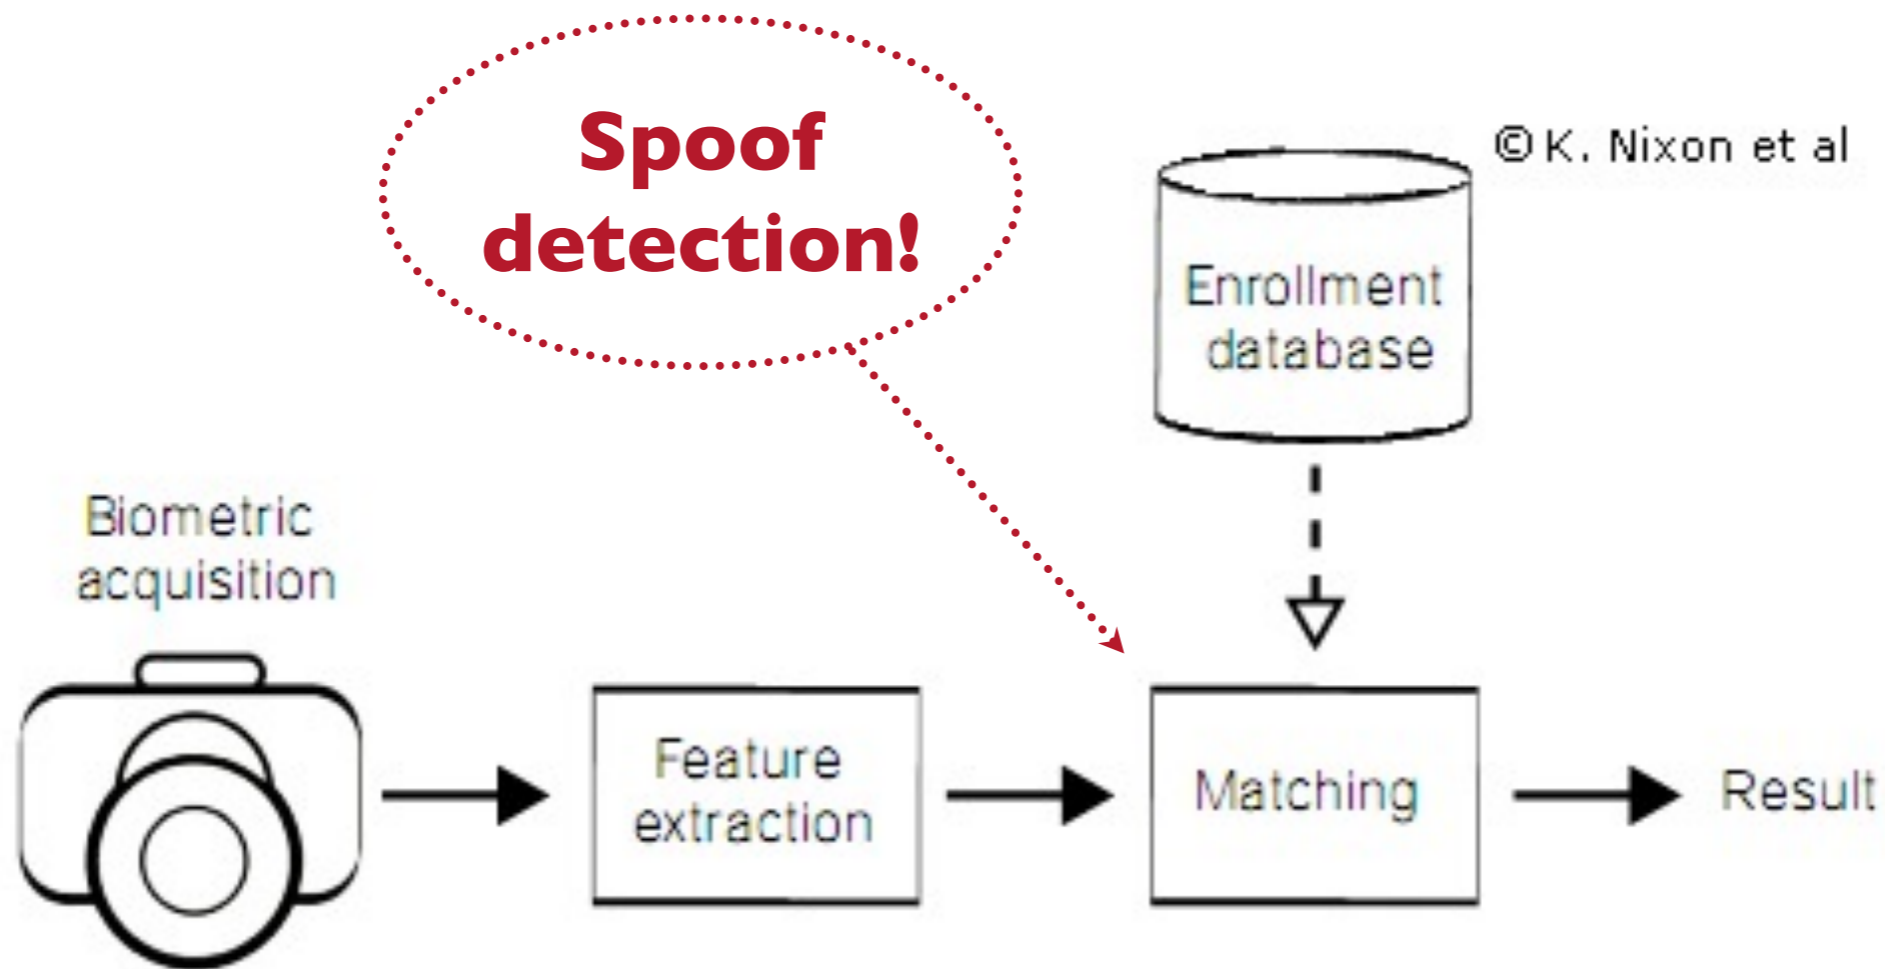 Spoof
detection!
© K. Nixon et al
Enrollment
database
Biometric
acquisition
Feature
extraction
Matching
Result